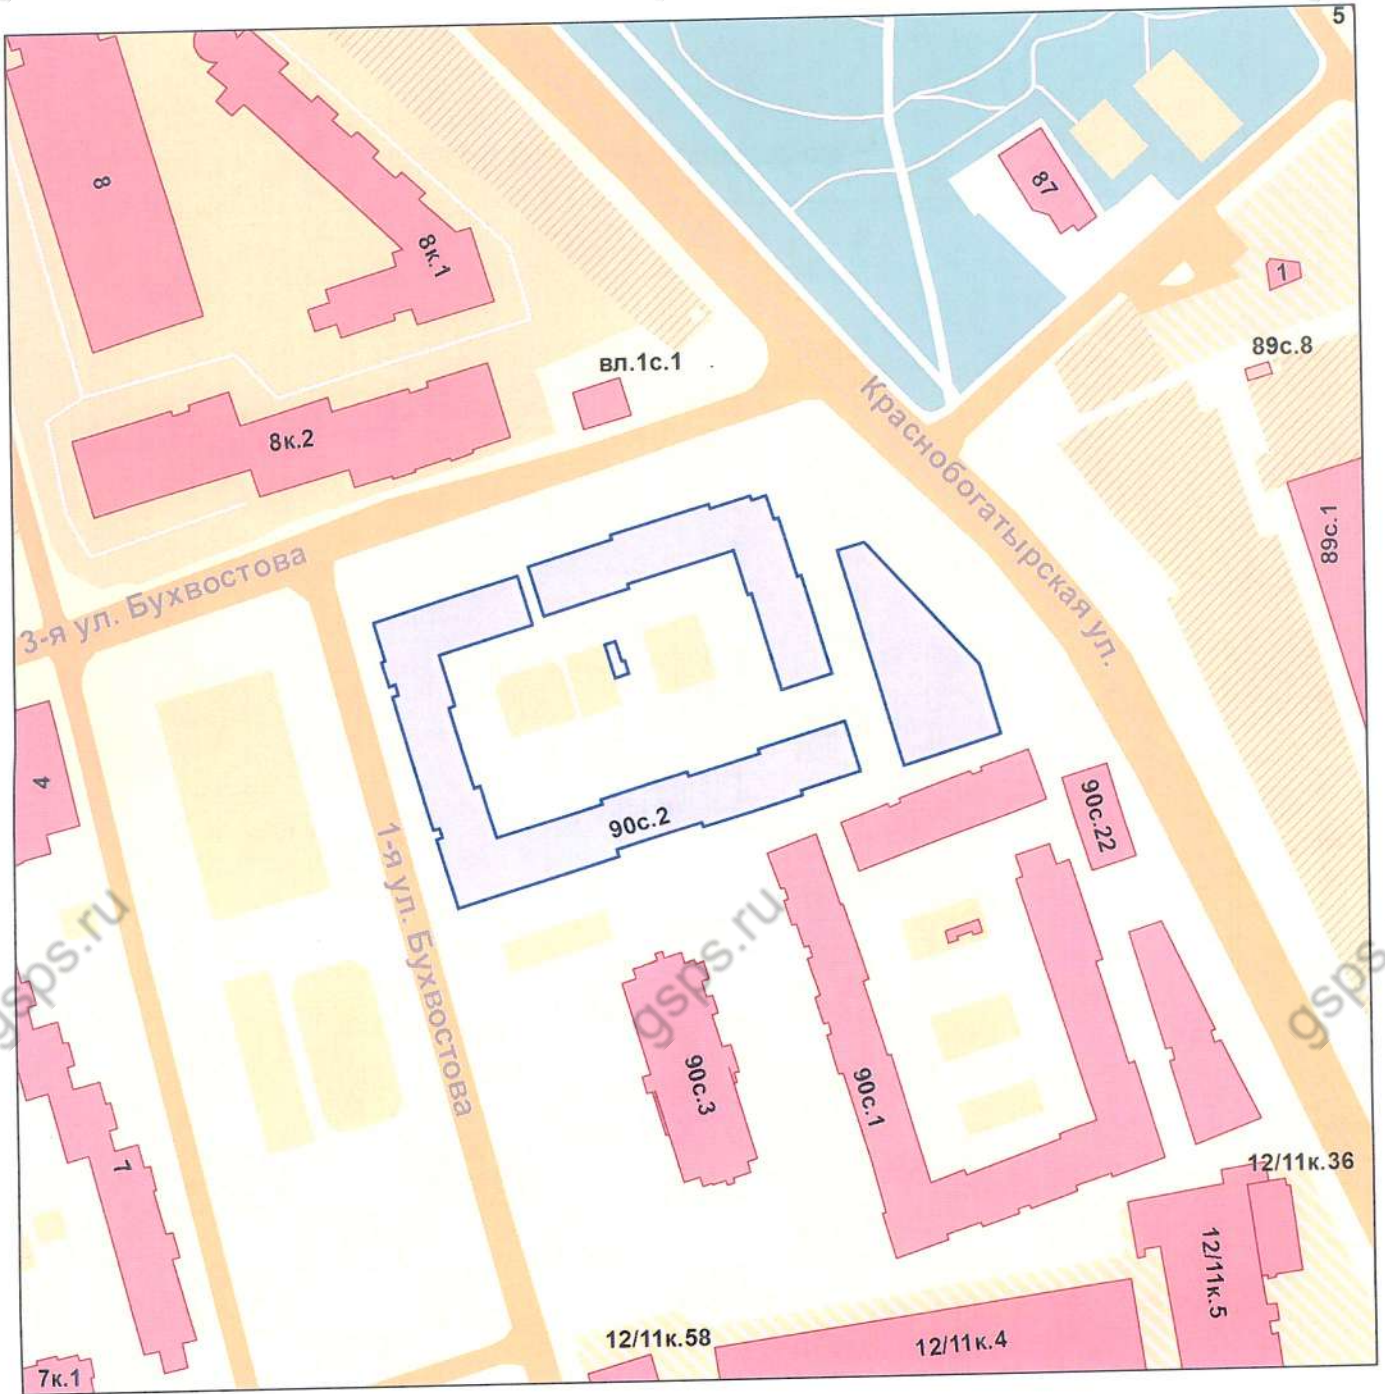 5
8
8к.1
87
1
вл.1с.1
89с.8
8к.2
Краснобогатырская ул.
89с.1
3-я ул. Бухвостова
4
90с.2
90с.22
1-я ул. Бухвостова
gsps.ru
gsps.ru
gsps
90с.3
90с.1
7
12/11к.36
12/11к.5
12/11к.58
12/11к.4
7к.1